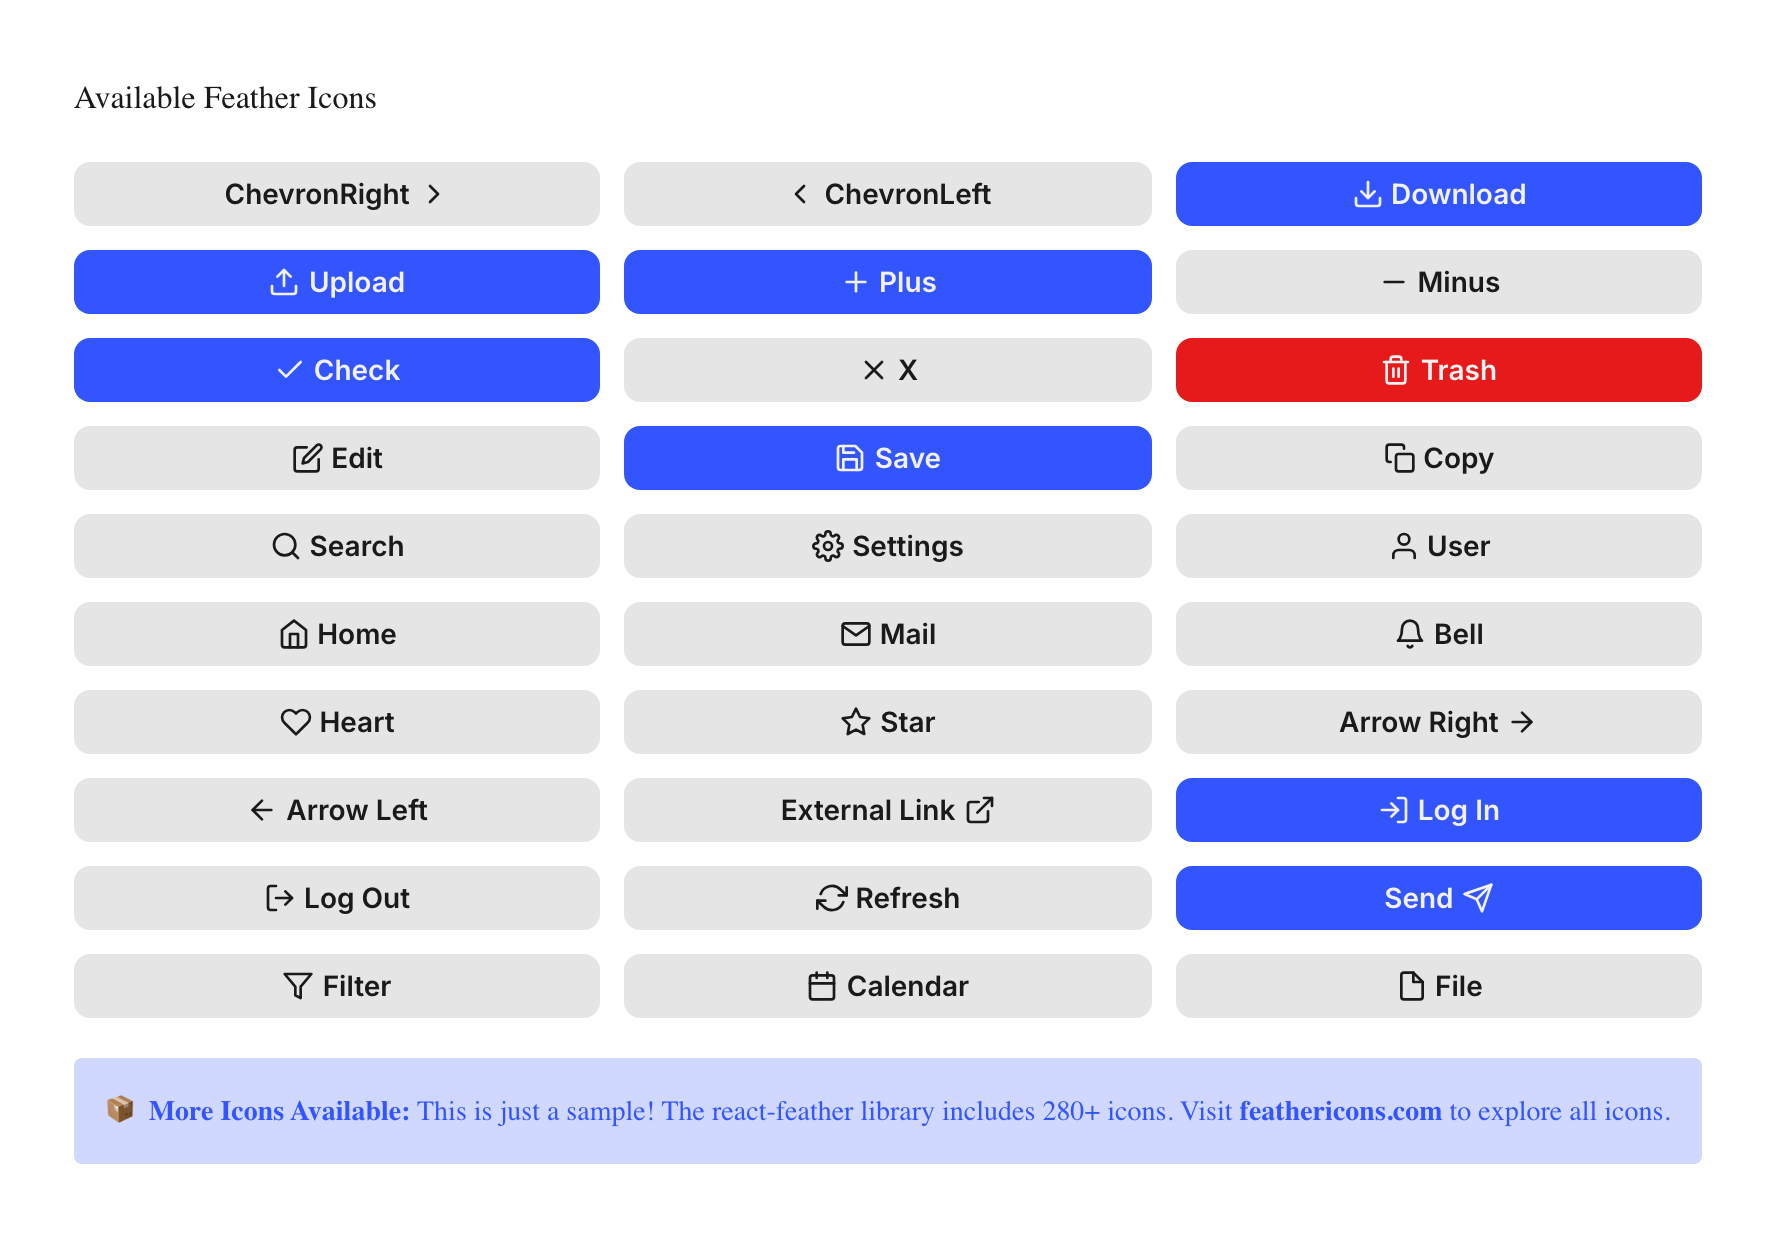 Available Feather Icons
ChevronRight
ChevronLeft
Download
Upload
Plus
Minus
Check
X
Trash
Edit
Save
Copy
Search
Settings
User
Home
Mail
Bell
Heart
Star
Arrow Right
Arrow Left
External Link
Log In
Log Out
Refresh
Send
Filter
Calendar
File
More Icons Available: This is just a sample! The react-feather library includes 280+ icons. Visit feathericons.com to explore all icons.